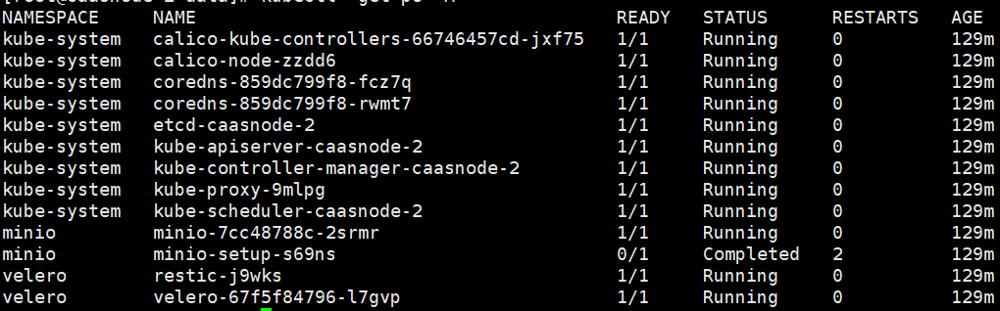 NAMESPACE NAME READY STATUS RESTARTS AGE
kube-system calico-kube-controllers-66746457cd-jxf75 1/1 Running 0 129m
kube-system calico-node-zzdd6 1/1 Running 0 129m
kube-system coredns-859dc799f8-fcz7q 1/1 Running 0 129m
kube-system coredns-859dc799f8-rwmt7 1/1 Running 0 129m
kube-system etcd-caasnode-2 1/1 Running 0 129m
kube-system kube-apiserver-caasnode-2 1/1 Running 0 129m
kube-system kube-controller-manager-caasnode-2 1/1 Running 0 129m
kube-system kube-proxy-9mlpg 1/1 Running 0 129m
kube-system kube-scheduler-caasnode-2 1/1 Running 0 129m
minio minio-7cc48788c-2srmr 1/1 Running 0 129m
minio minio-setup-s69ns 0/1 Completed 2 129m
velero restic-j9wks 1/1 Running 0 129m
velero velero-67f5f84796-l7gvp 1/1 Running 0 129m